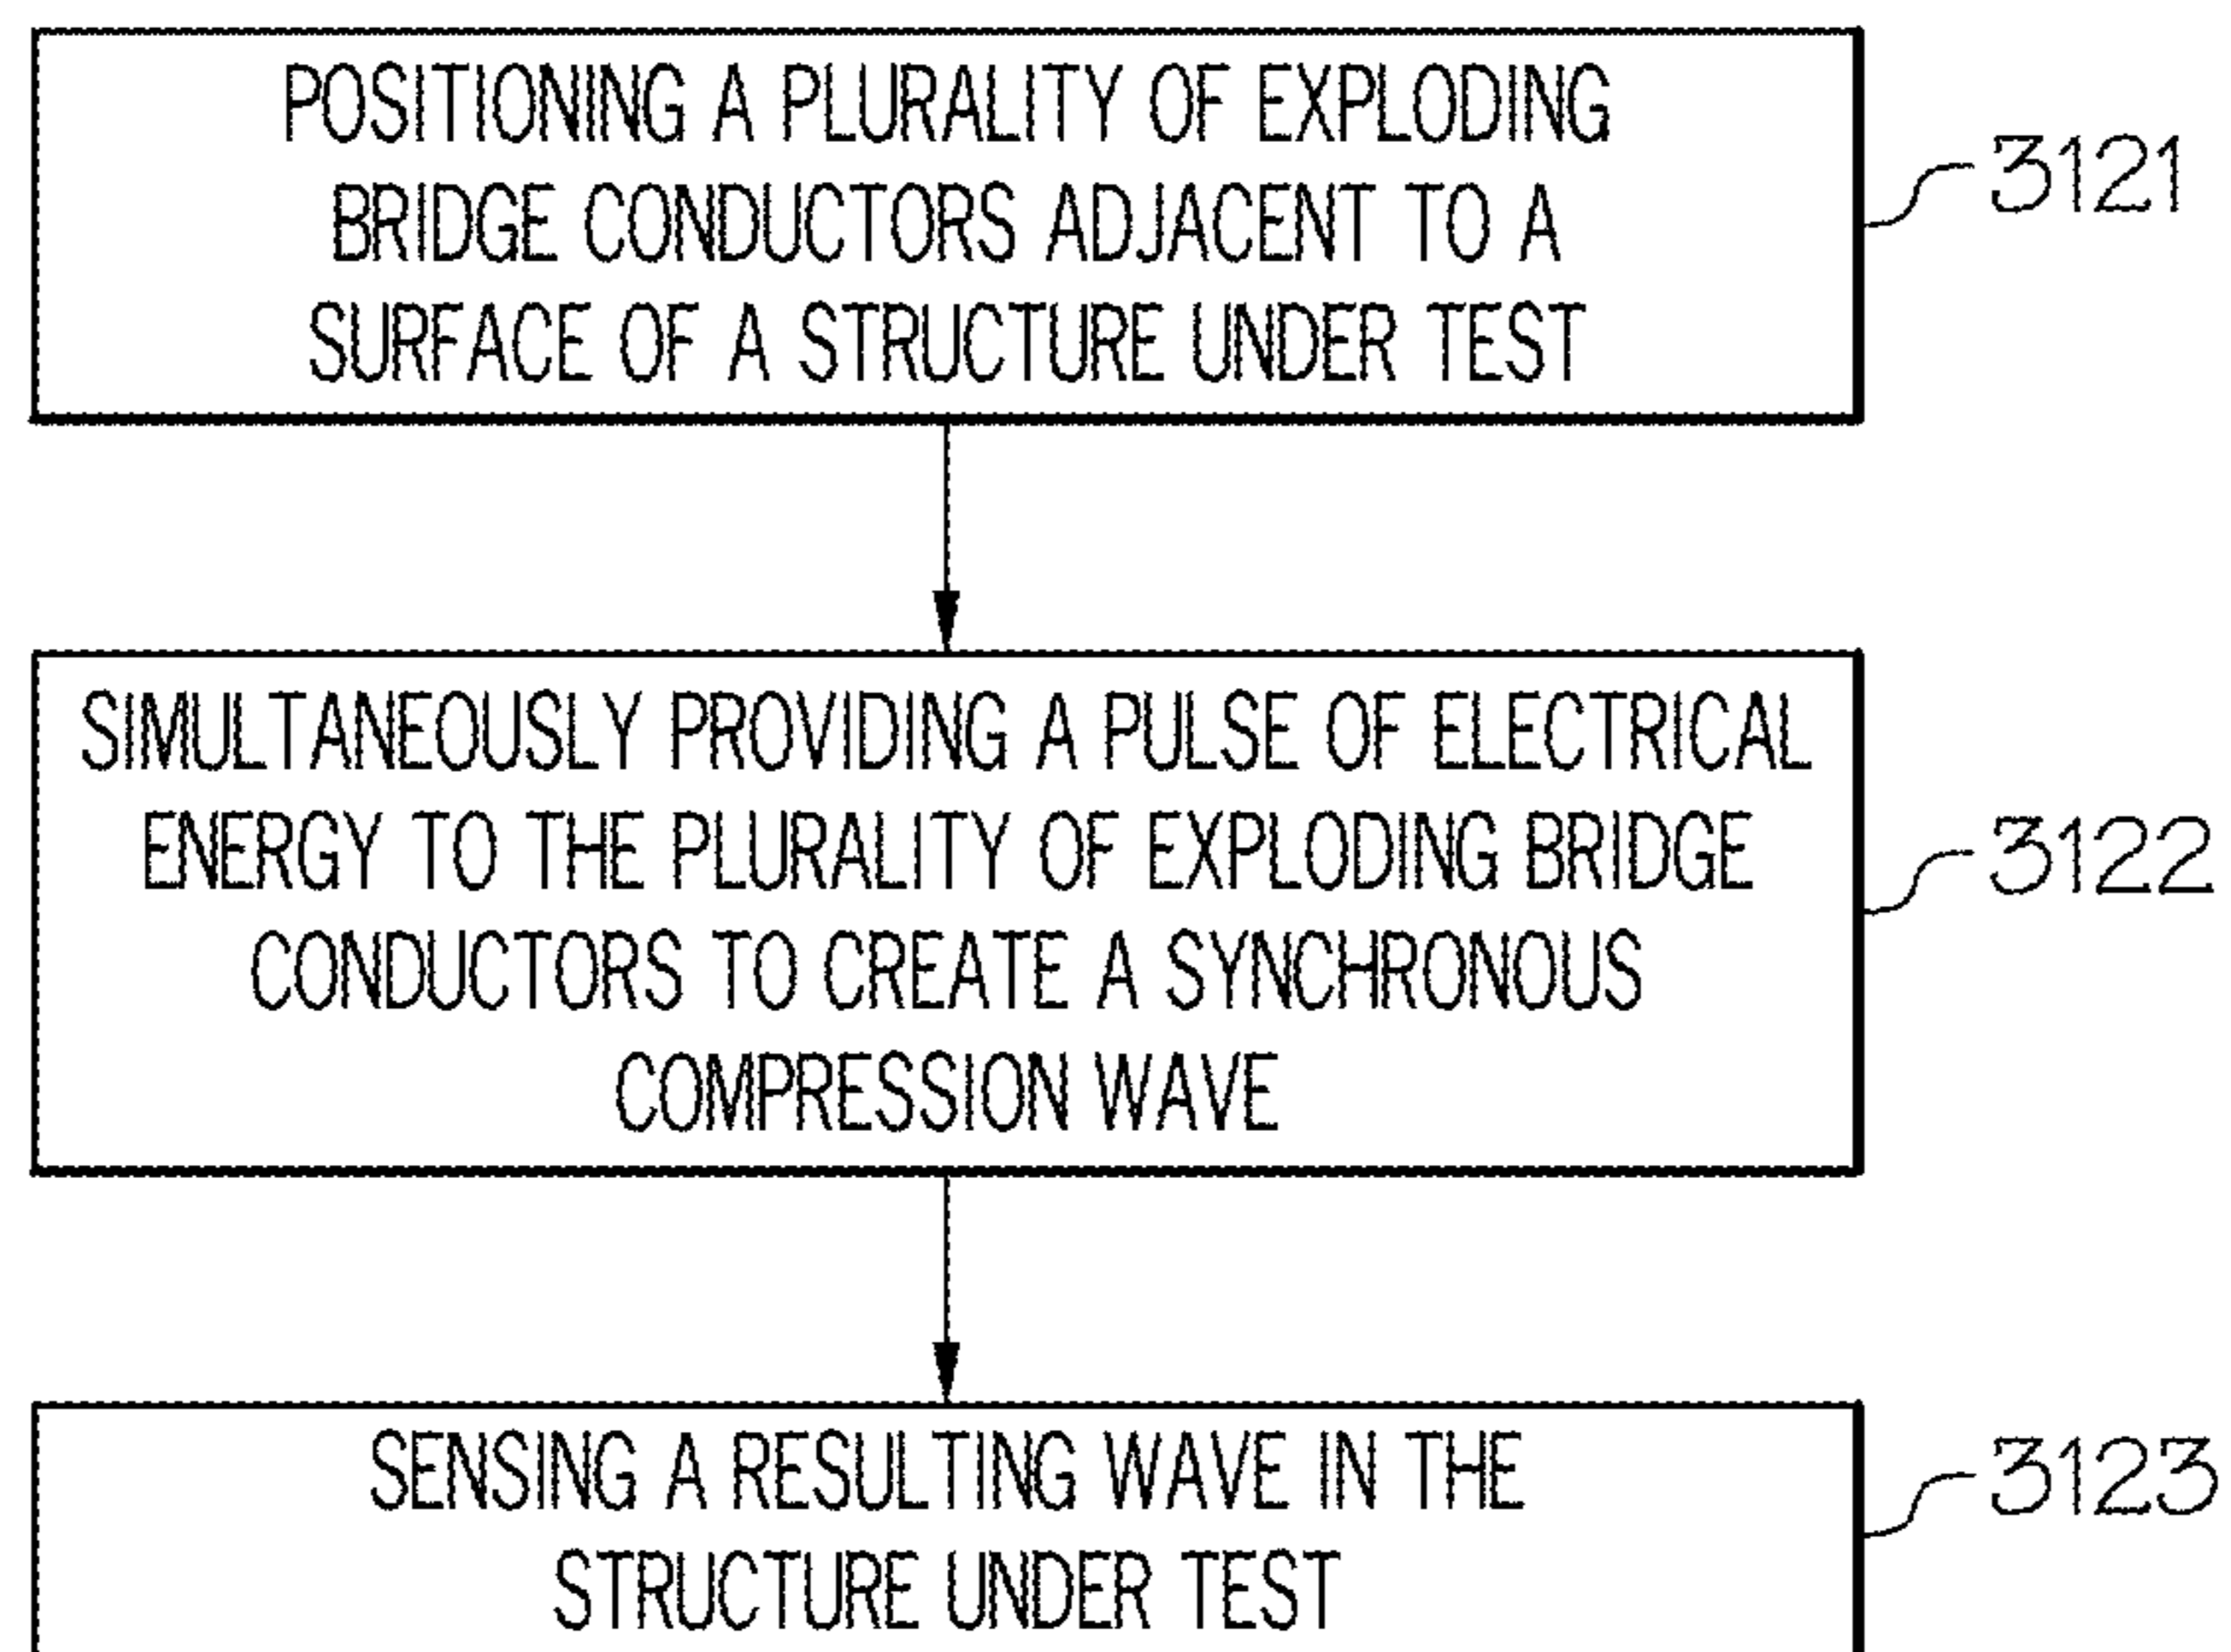 POSITIONING A PLURALITY OF EXPLODING
BRIDGE CONDUCTORS ADJACENT TO A
SURFACE OF A STRUCTURE UNDER TEST
3121
SIMULTANEOUSLY PROVIDING A PULSE OF ELECTRICAL
ENERGY TO THE PLURALITY OF EXPLODING BRIDGE
CONDUCTORS TO CREATE A SYNCHRONOUS
COMPRESSION WAVE
3122
SENSING A RESULTING WAVE IN THE
STRUCTURE UNDER TEST
3123